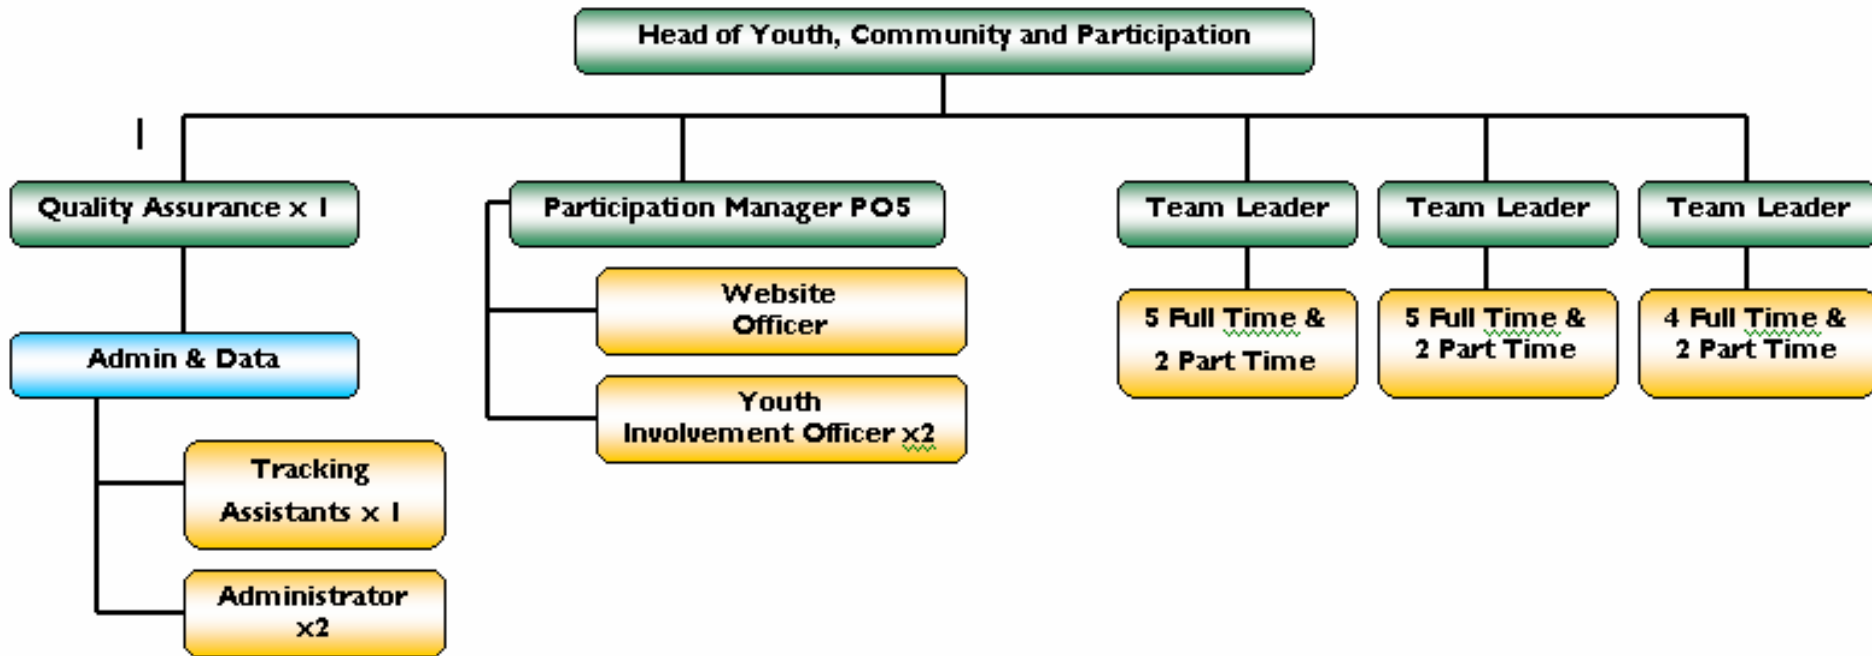 Head of Youth, Community and Participation
Quality Assurance x 1
Participation Manager PO5
Team Leader
Team Leader
Team Leader
Website
Officer
5 Full Time &
2 Part Time
5 Full Time &
2 Part Time
4 Full Time &
2 Part Time
Admin & Data
Youth
Involvement Officer x2
Tracking
Assistants x 1
Administrator
x2